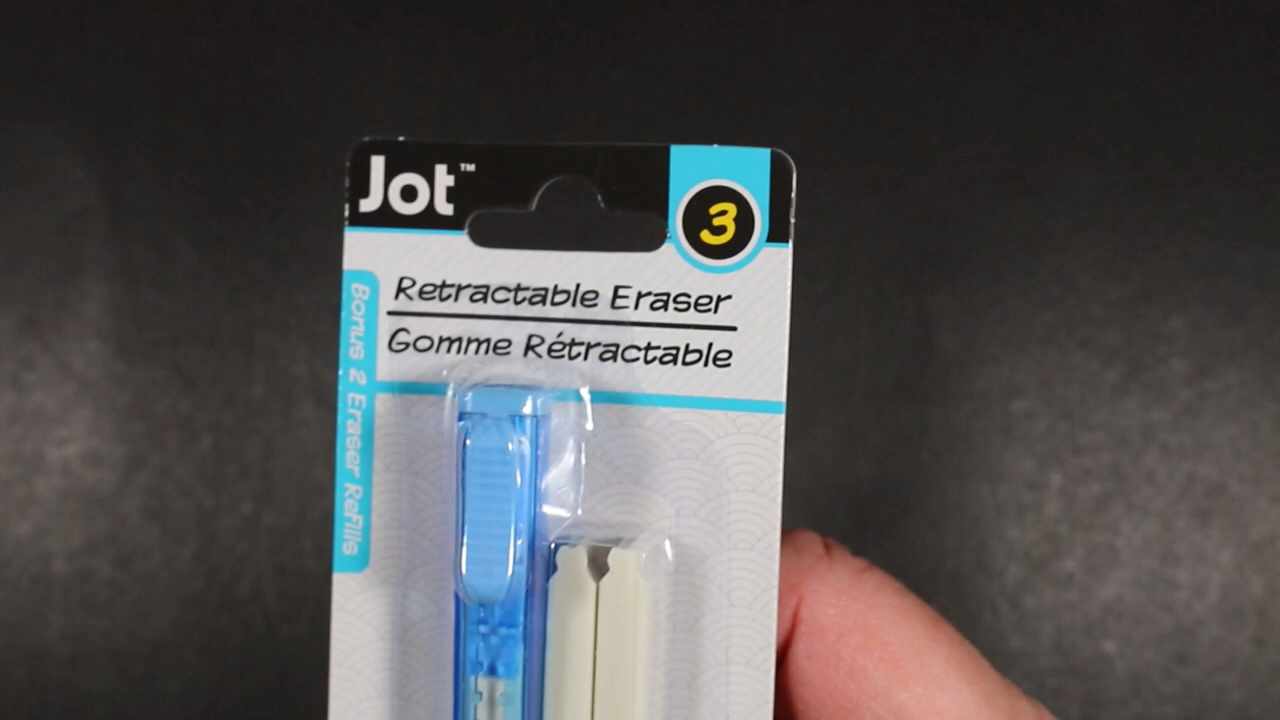 Jot™
3
Retractable Eraser
Gomme Rétractable
Bonus 2 Eraser Refills